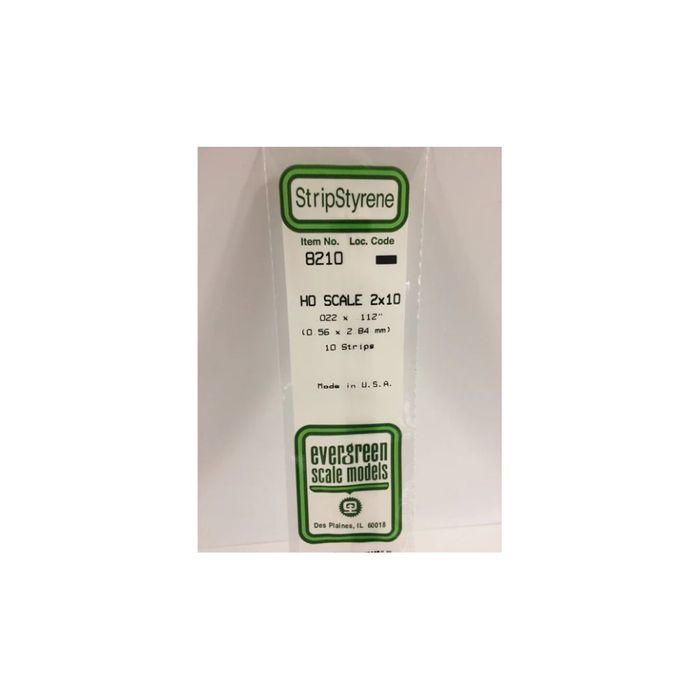 StripStyrene
Item No. Loc. Code
8210
HO SCALE 2x10
.022 x .112"
(0.56 x 2.84 mm)
10 Strips
Made in U.S.A.
evergreen
scale models
Des Plaines, IL 60018